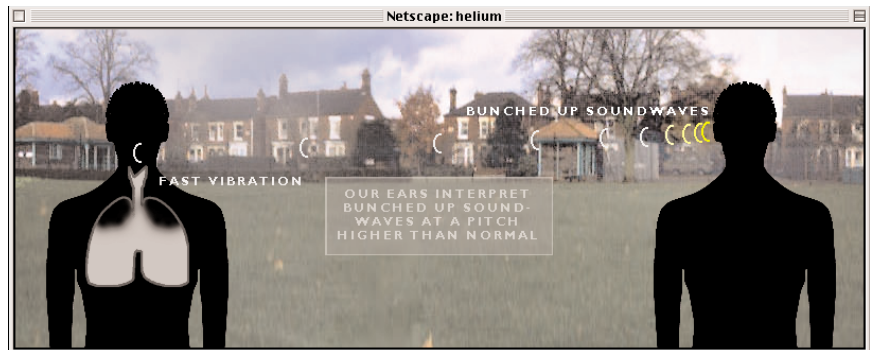 Netscape: helium
BUNCHED UP SOUNDWAVES
FAST VIBRATION
OUR EARS INTERPRET
BUNCHED UP SOUND-
WAVES AT A PITCH
HIGHER THAN NORMAL